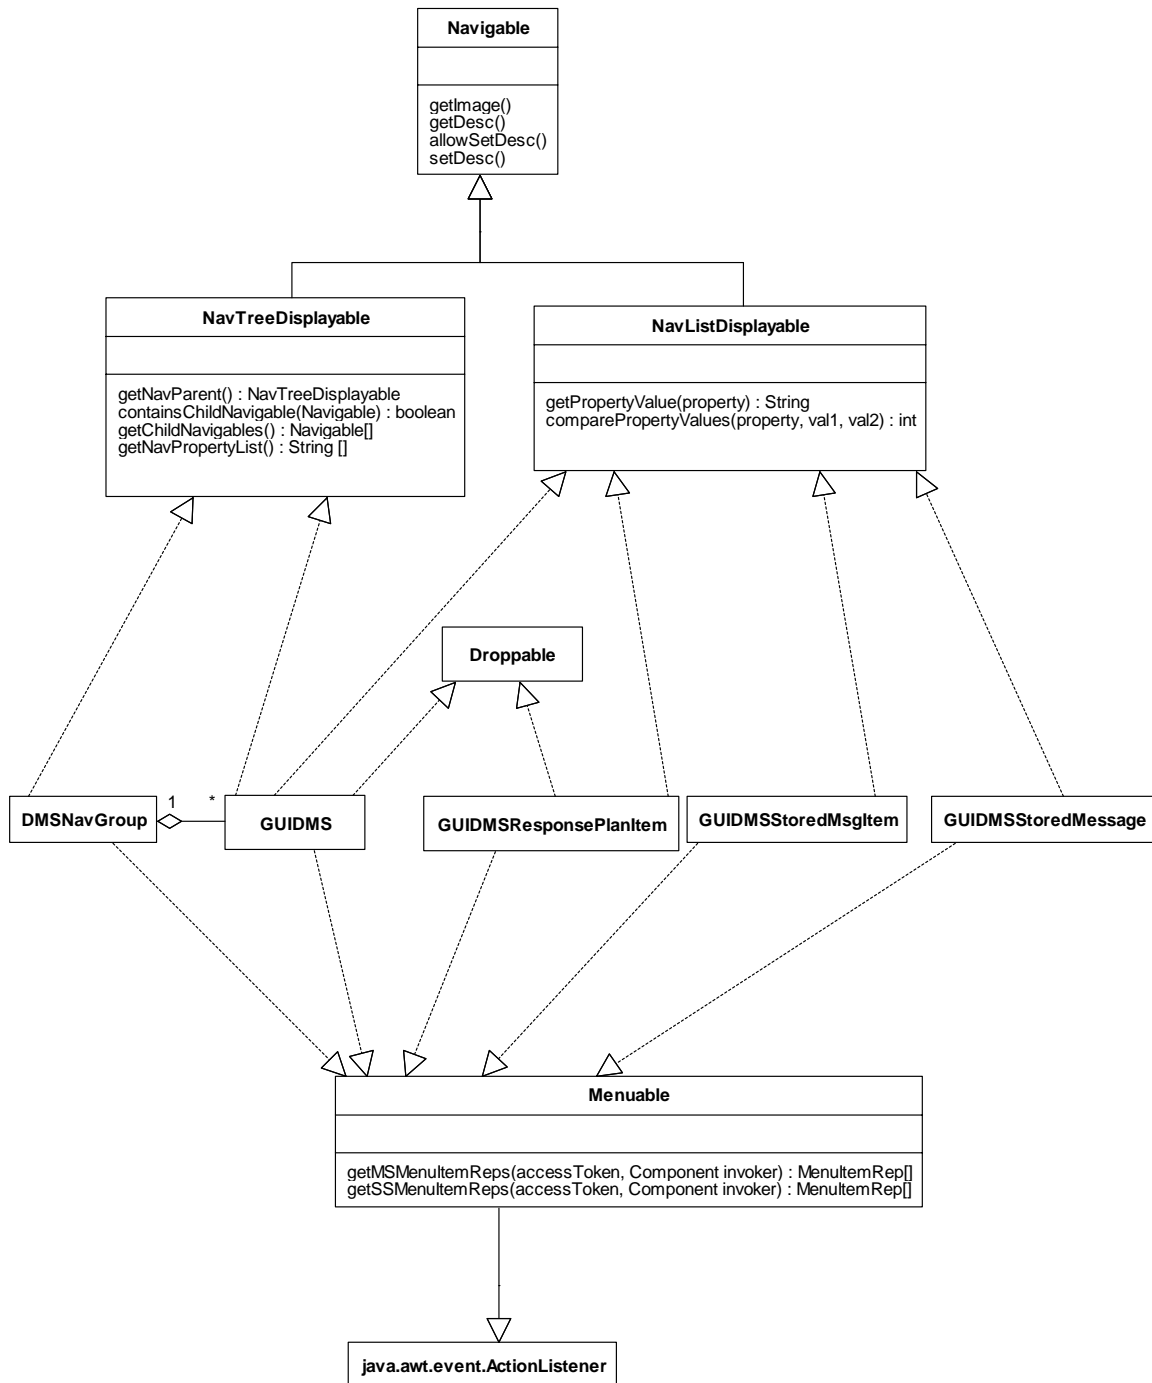 Navigable
getImage()
getDesc()
allowSetDesc()
setDesc()
NavTreeDisplayable
getNavParent() : NavTreeDisplayable
containsChildNavigable(Navigable) : boolean
getChildNavigables() : Navigable[]
getNavPropertyList() : String []
NavListDisplayable
getPropertyValue(property) : String
comparePropertyValues(property, val1, val2) : int
Droppable
DMSNavGroup
1
*
GUIDMS
GUIDMSResponsePlanItem
GUIDMSStoredMsgItem
GUIDMSStoredMessage
Menuable
getMSMenuItemReps(accessToken, Component invoker) : MenuItemRep[]
getSSMenuItemReps(accessToken, Component invoker) : MenuItemRep[]
java.awt.event.ActionListener